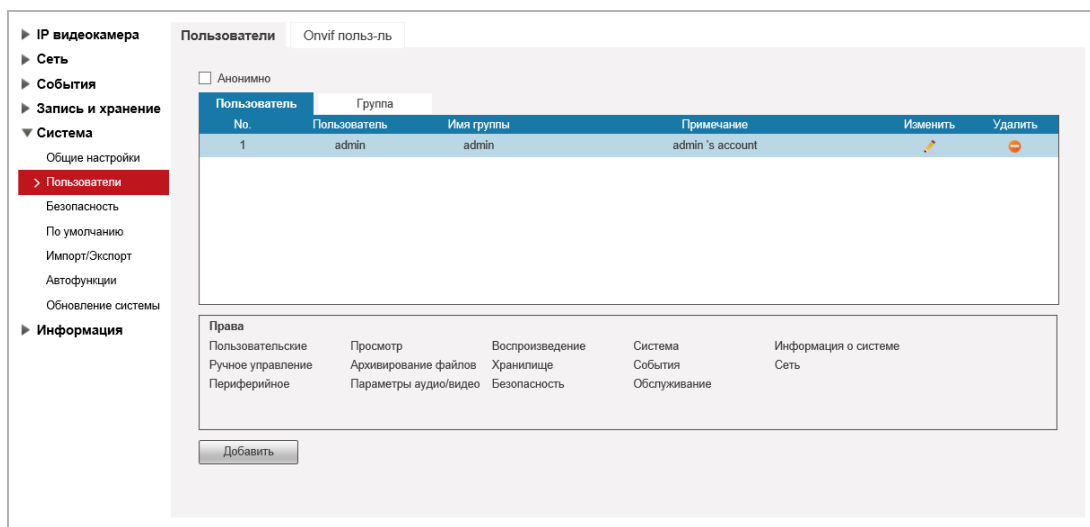 IP видеокамера
Сеть
События
Запись и хранение
Система
Общие настройки
Пользователи
Безопасность
По умолчанию
Импорт/Экспорт
Автофункции
Обновление системы
Информация
Пользователи Onvif польз-ль
Анонимно
Пользователь Группа
No. Пользователь Имя группы Примечание Изменить Удалить
1 admin admin admin 's account
Права
Пользовательские Просмотр Воспроизведение Система Информация о системе
Ручное управление Архивирование файлов Хранилище События Сеть
Периферийное Параметры аудио/видео Безопасность Обслуживание
Добавить